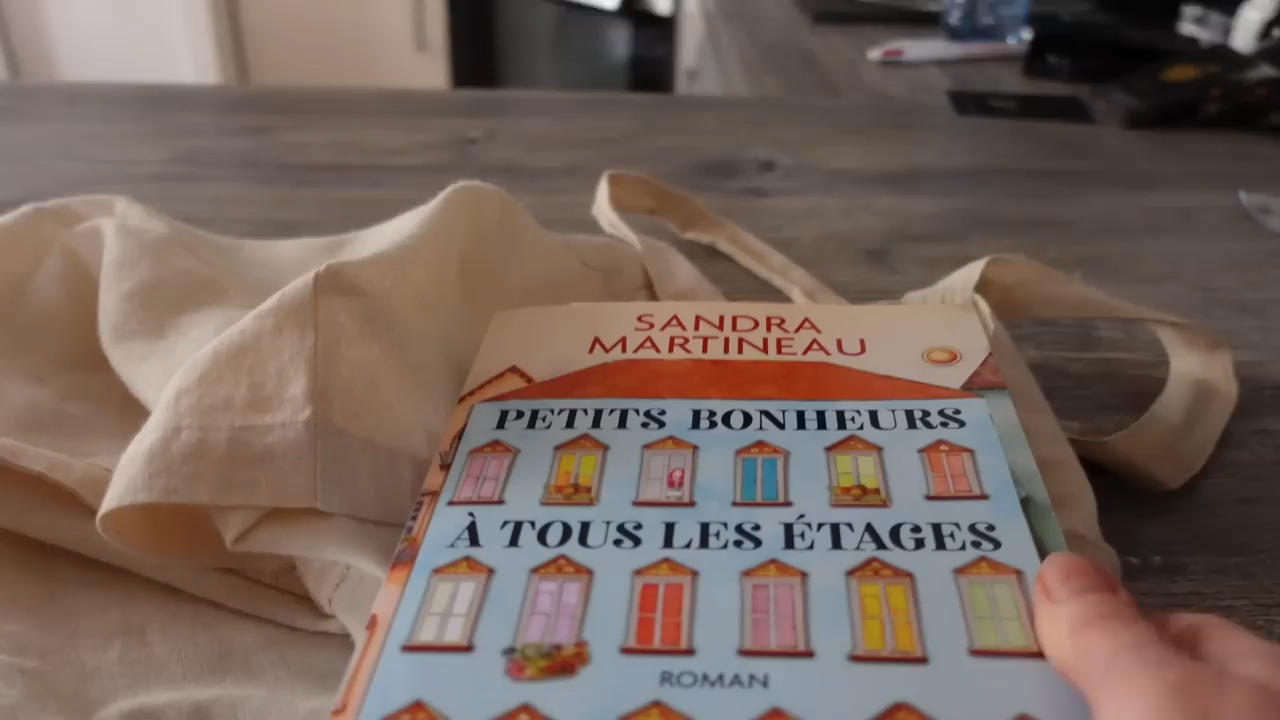 SANDRA
MARTINEAU
PETITS BONHEURS
À TOUS LES ÉTAGES
ROMAN